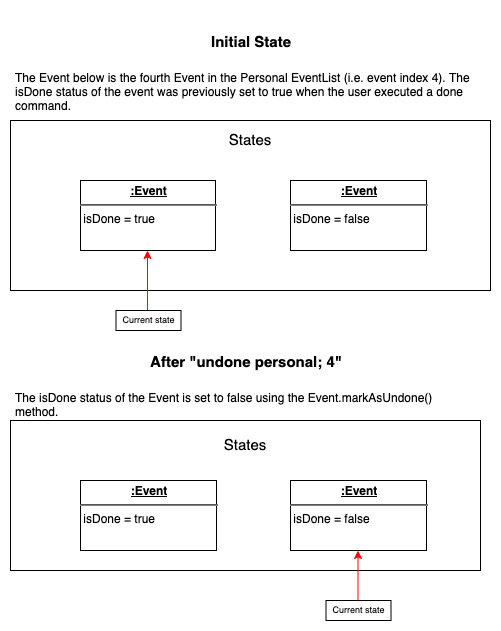 Initial State
The Event below is the fourth Event in the Personal EventList (i.e. event index 4). The
isDone status of the event was previously set to true when the user executed a done
command.
States
:Event
isDone = true
:Event
isDone = false
Current state
After "undone personal; 4"
The isDone status of the Event is set to false using the Event.markAsUndone()
method.
States
:Event
isDone = true
:Event
isDone = false
Current state